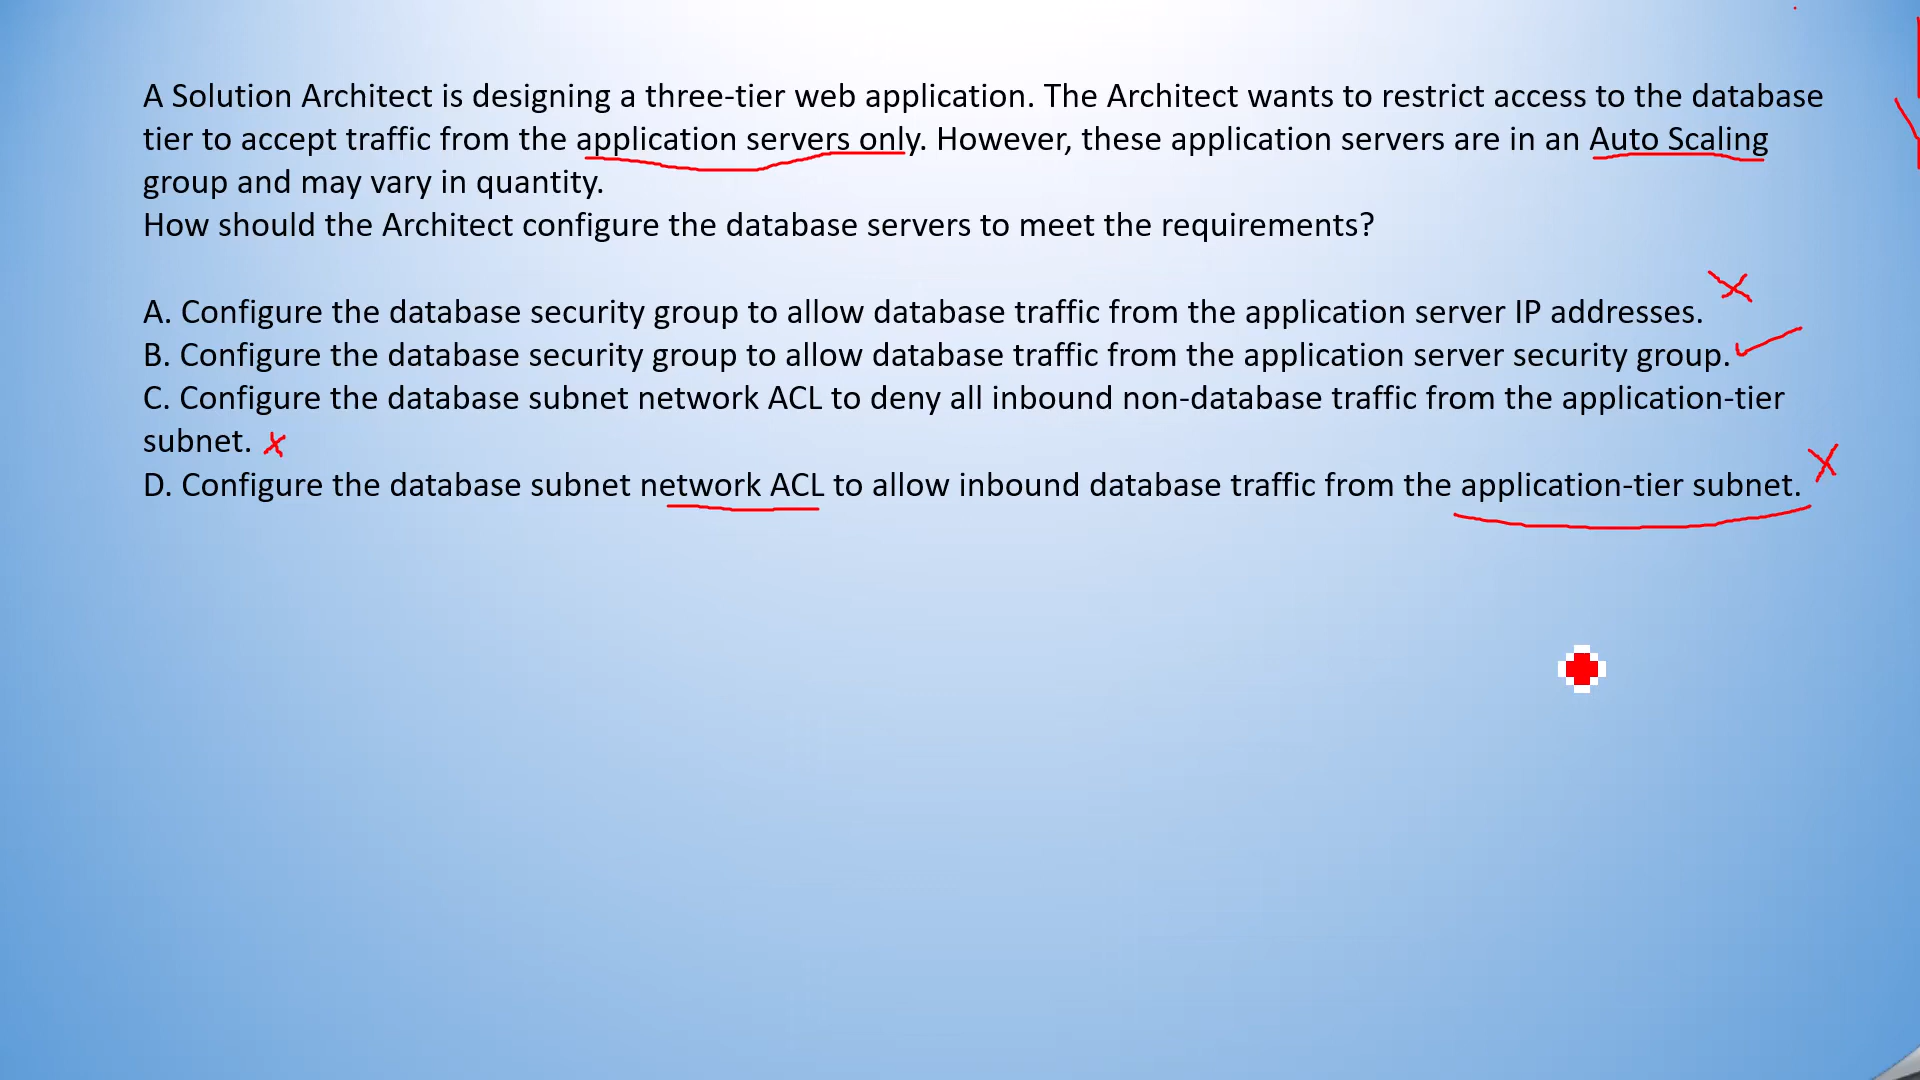 A Solution Architect is designing a three-tier web application. The Architect wants to restrict access to the database
tier to accept traffic from the application servers only. However, these application servers are in an Auto Scaling
group and may vary in quantity.
How should the Architect configure the database servers to meet the requirements?
A. Configure the database security group to allow database traffic from the application server IP addresses.
B. Configure the database security group to allow database traffic from the application server security group.
C. Configure the database subnet network ACL to deny all inbound non-database traffic from the application-tier
subnet.
D. Configure the database subnet network ACL to allow inbound database traffic from the application-tier subnet.